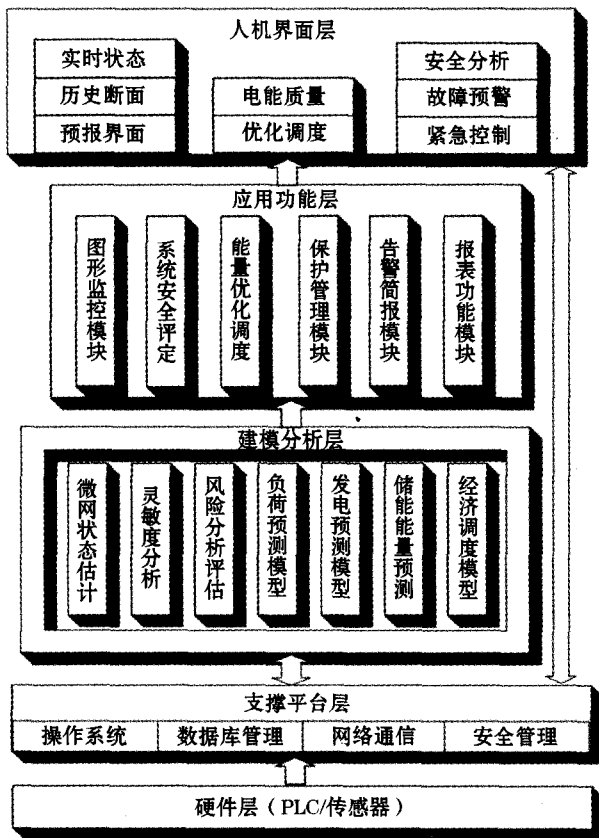 人机界面层
实时状态
历史断面
预报界面
电能质量
优化调度
安全分析
故障预警
紧急控制
应用功能层
图形监控模块
系统安全评定
能量优化调度
保护管理模块
告警简报模块
报表功能模块
建模分析层
微网状态估计
灵敏度分析
风险分析评估
负荷预测模型
发电预测模型
储能能量预测
经济调度模型
支撑平台层
操作系统
数据库管理
网络通信
安全管理
硬件层（PLC/传感器）